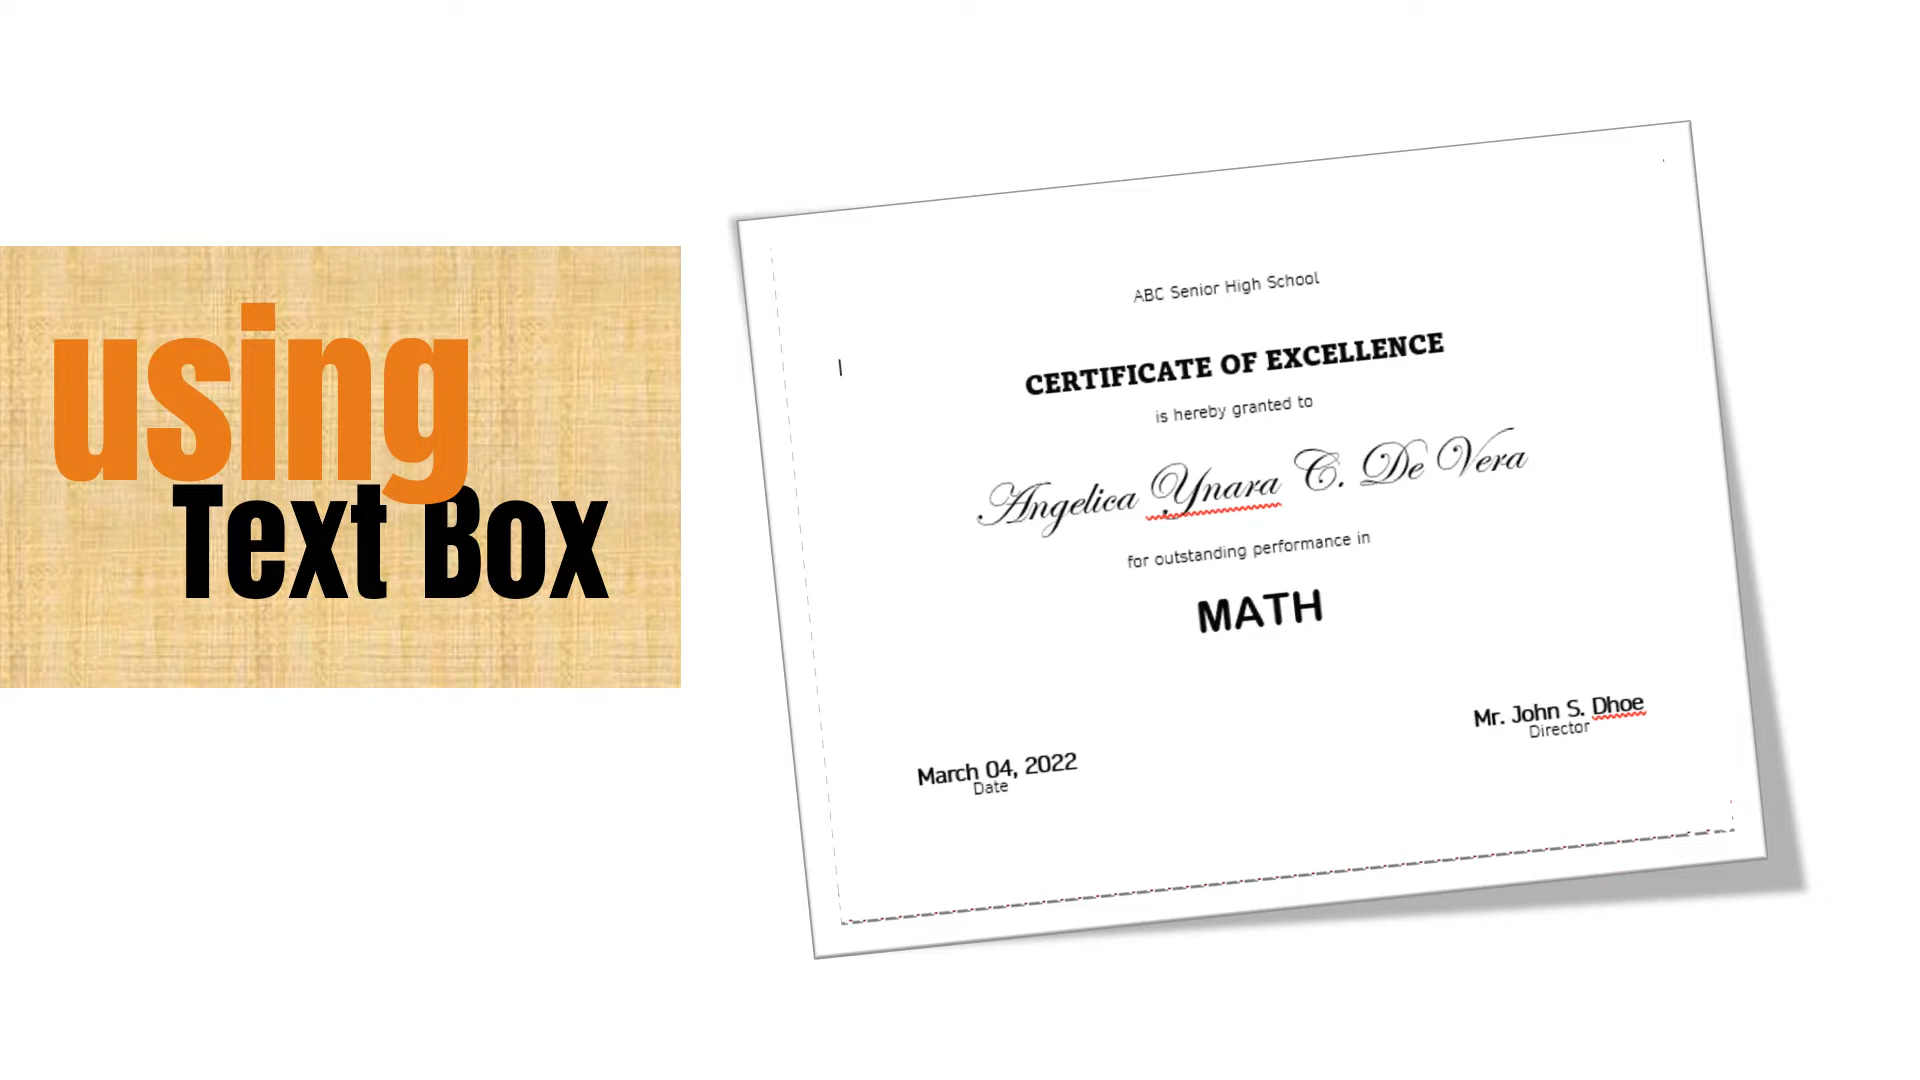 using
Text Box
ABC Senior High School
CERTIFICATE OF EXCELLENCE
is hereby granted to
Angelica Ynara C. De Vera
for outstanding performance in
MATH
Mr. John S. Dhoe
Director
March 04, 2022
Date